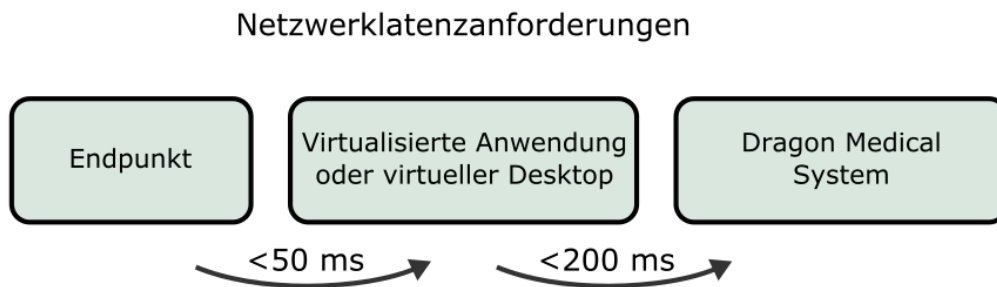 Netzwerklatenzanforderungen
Endpunkt
Virtualisierte Anwendung
oder virtueller Desktop
Dragon Medical
System
<50 ms
<200 ms